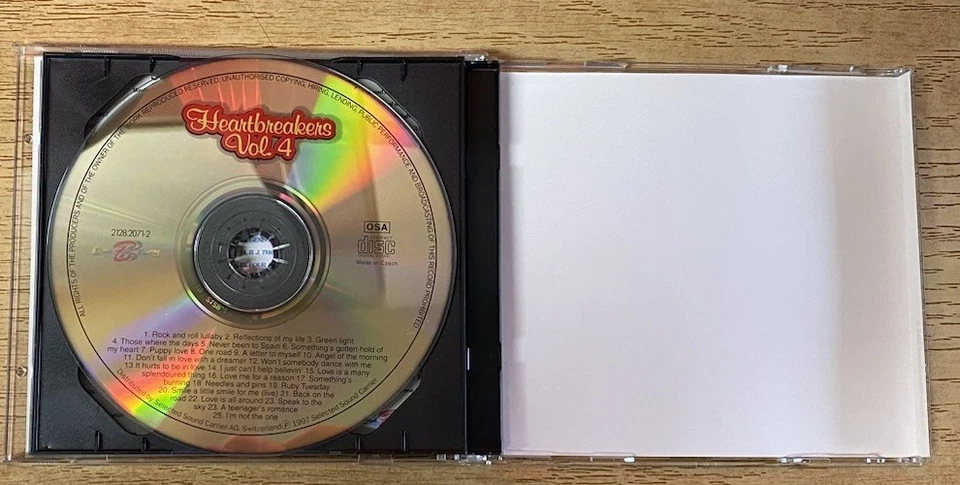 ALL RIGHTS OF THE PRODUCERS AND OF THE OWNER OF THE WORK REPRODUCED RESERVED. UNAUTHORISED COPYING, HIRING, LENDING, PUBLIC PERFORMANCE AND BROADCASTING OF THIS RECORD PROHIBITED
Heartbreakers
Vol. 4
2128.2071-2
OSA
COMPACT
disc
DIGITAL AUDIO
Made in Czech
1. Rock and roll lullaby 2. Reflections of my life 3. Green light
4. Those where the days 5. Never been to Spain 6. Something's gotten hold of
my heart 7. Puppy love 8. One road 9. A letter to myself 10. Angel of the morning
11. Don't fall in love with a dreamer 12. Won't somebody dance with me
13. It hurts to be in love 14. I just can't help believin' 15. Love is a many
splendoured thing 16. Love me for a reason 17. Something's
burning 18. Needles and pins 19. Ruby Tuesday
20. Smile a little smile for me (live) 21. Back on the
road 22. Love is all around 23. Speak to the
sky 23. A teenager's romance
25. I'm not the one
Distributed by Selected Sound Carrier AG, Switzerland Ⓟ 1997 Selected Sound Carrier